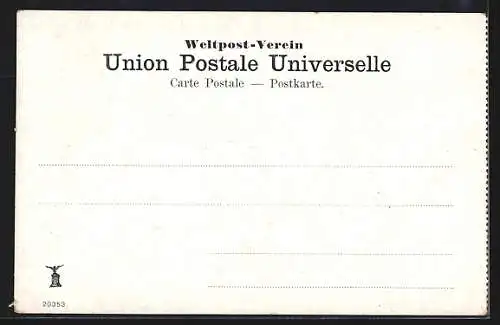 Weltpost-Verein
Union Postale Universelle
Carte Postale — Postkarte.
20353